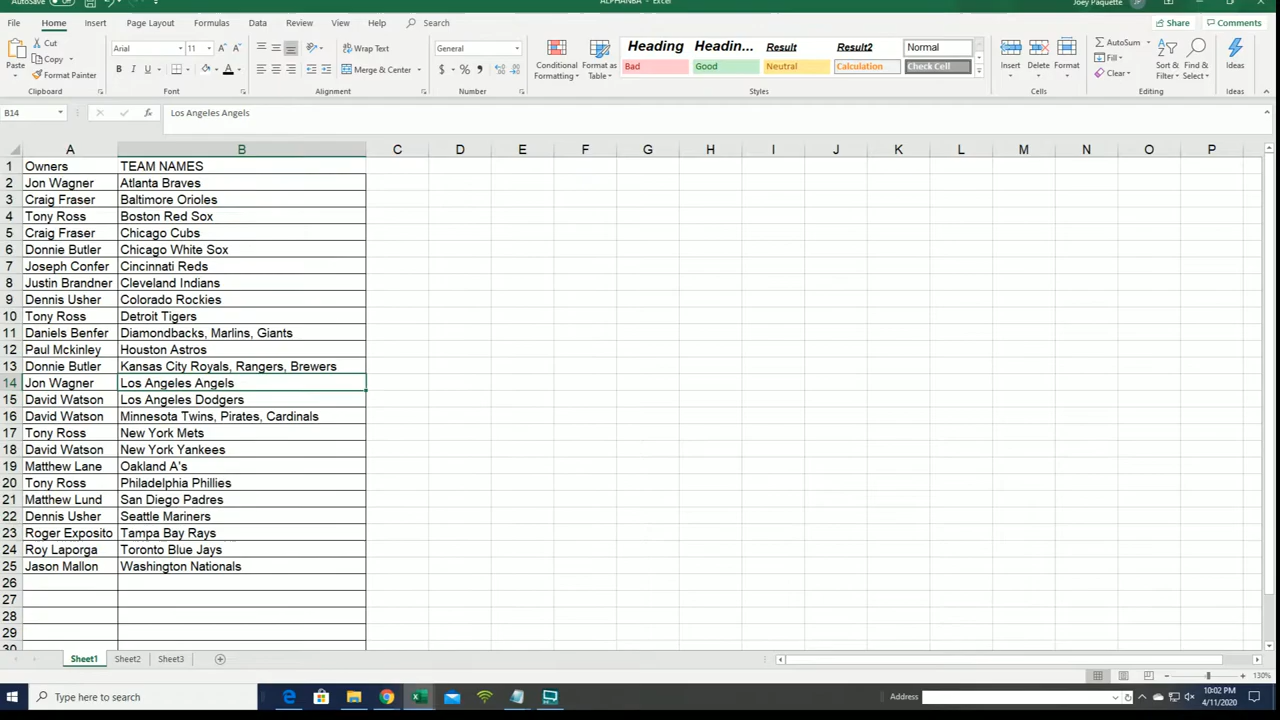 AutoSave Off ALPHANBA - Excel Joey Paquette JP
File Home Insert Page Layout Formulas Data Review View Help Search Share Comments
Paste Cut Copy Format Painter Clipboard
Arial 11 A A B I U A Font
Wrap Text Merge & Center Alignment
General $ % , Number
Conditional Formatting Format as Table
Heading Headin... Result Result2 Normal
Bad Good Neutral Calculation Check Cell
Styles
Insert Delete Format Cells
AutoSum Fill Clear Sort & Filter Find & Select Editing
Ideas Ideas
B14 fx Los Angeles Angels
A B C D E F G H I J K L M N O P
1 Owners TEAM NAMES
2 Jon Wagner Atlanta Braves
3 Craig Fraser Baltimore Orioles
4 Tony Ross Boston Red Sox
5 Craig Fraser Chicago Cubs
6 Donnie Butler Chicago White Sox
7 Joseph Confer Cincinnati Reds
8 Justin Brandner Cleveland Indians
9 Dennis Usher Colorado Rockies
10 Tony Ross Detroit Tigers
11 Daniels Benfer Diamondbacks, Marlins, Giants
12 Paul Mckinley Houston Astros
13 Donnie Butler Kansas City Royals, Rangers, Brewers
14 Jon Wagner Los Angeles Angels
15 David Watson Los Angeles Dodgers
16 David Watson Minnesota Twins, Pirates, Cardinals
17 Tony Ross New York Mets
18 David Watson New York Yankees
19 Matthew Lane Oakland A's
20 Tony Ross Philadelphia Phillies
21 Matthew Lund San Diego Padres
22 Dennis Usher Seattle Mariners
23 Roger Exposito Tampa Bay Rays
24 Roy Laporga Toronto Blue Jays
25 Jason Mallon Washington Nationals
26
27
28
29
30
Sheet1 Sheet2 Sheet3
130%
Type here to search Address 10:02 PM
4/11/2020